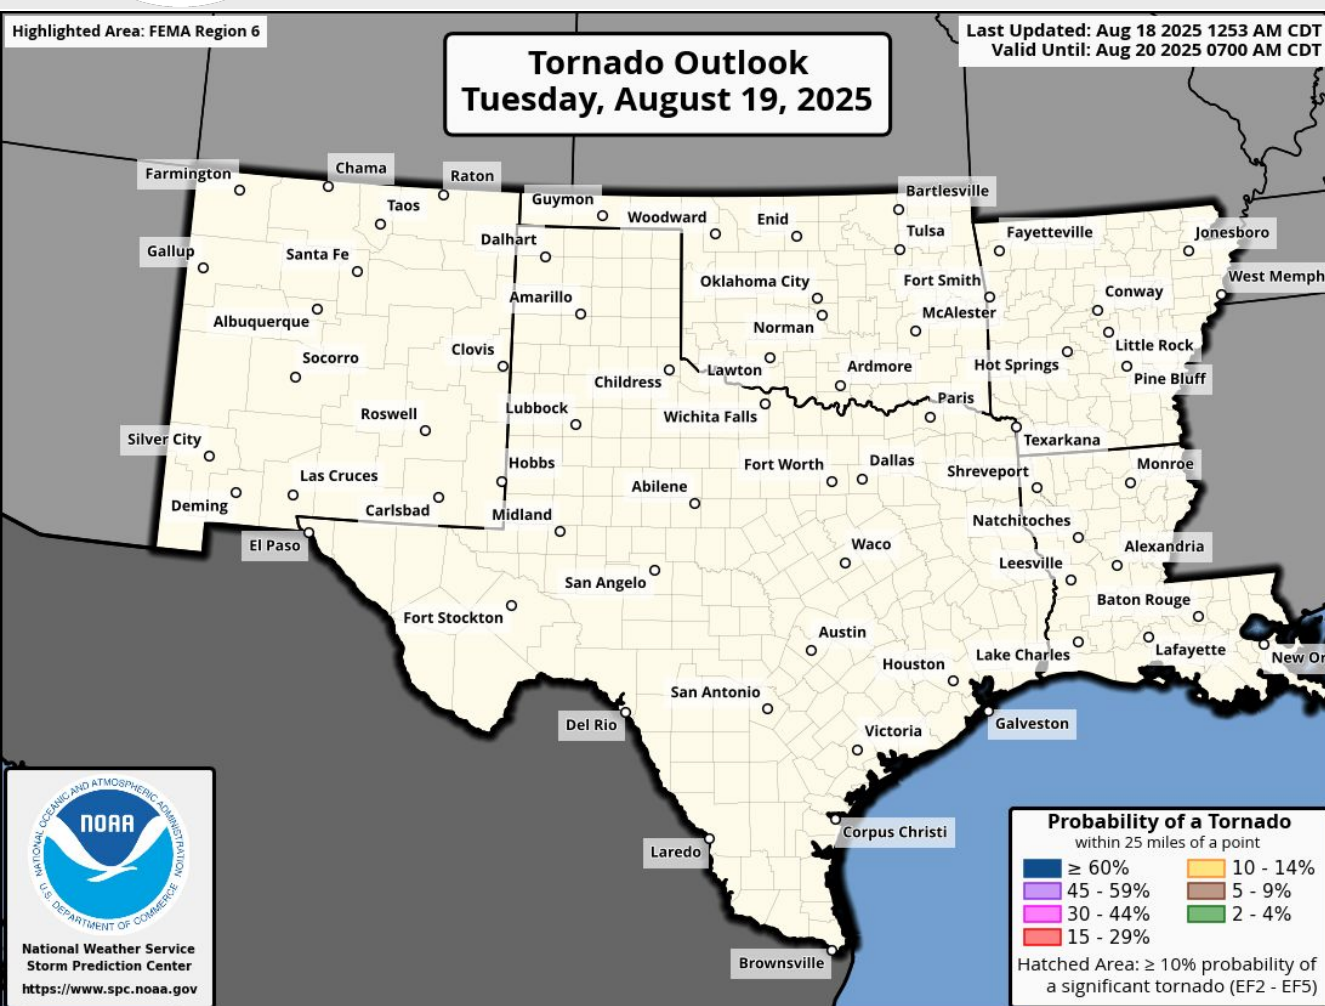 Highlighted Area: FEMA Region 6
Last Updated: Aug 18 2025 1253 AM CDT
Valid Until: Aug 20 2025 0700 AM CDT
Tornado Outlook
Tuesday, August 19, 2025
Farmington
Chama
Raton
Taos
Guymon
Woodward
Enid
Bartlesville
Tulsa
Fayetteville
Jonesboro
Gallup
Santa Fe
Dalhart
Oklahoma City
Fort Smith
West Memph
Albuquerque
Amarillo
Norman
McAlester
Conway
Little Rock
Socorro
Clovis
Childress
Lawton
Ardmore
Hot Springs
Pine Bluff
Roswell
Lubbock
Wichita Falls
Paris
Texarkana
Silver City
Las Cruces
Hobbs
Fort Worth
Dallas
Shreveport
Monroe
Deming
Carlsbad
Midland
Abilene
Natchitoches
El Paso
San Angelo
Waco
Leesville
Alexandria
Fort Stockton
Baton Rouge
Austin
Houston
Lake Charles
Lafayette
New Or
Del Rio
San Antonio
Galveston
Victoria
Corpus Christi
Laredo
Brownsville
NATIONAL OCEANIC AND ATMOSPHERIC ADMINISTRATION
NOAA
U.S. DEPARTMENT OF COMMERCE
National Weather Service
Storm Prediction Center
https://www.spc.noaa.gov
Probability of a Tornado
within 25 miles of a point
≥ 60%
10 - 14%
45 - 59%
5 - 9%
30 - 44%
2 - 4%
15 - 29%
Hatched Area: ≥ 10% probability of
a significant tornado (EF2 - EF5)